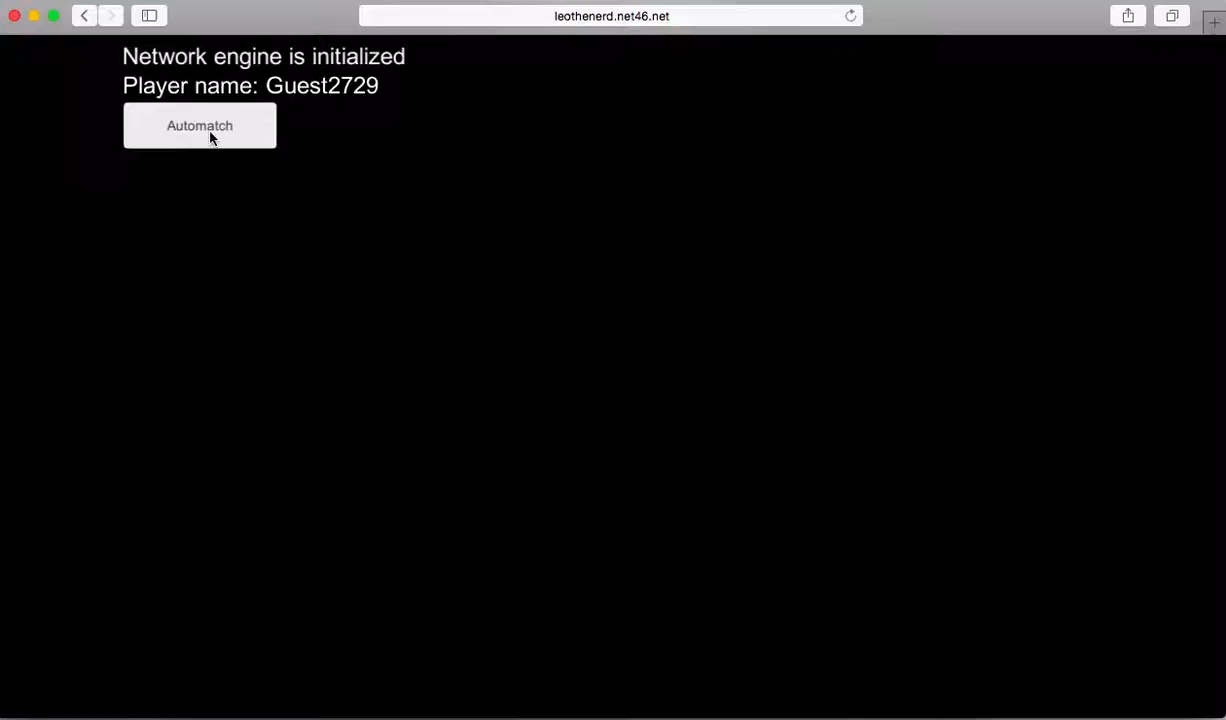 leothenerd.net46.net
Network engine is initialized
Player name: Guest2729
Automatch